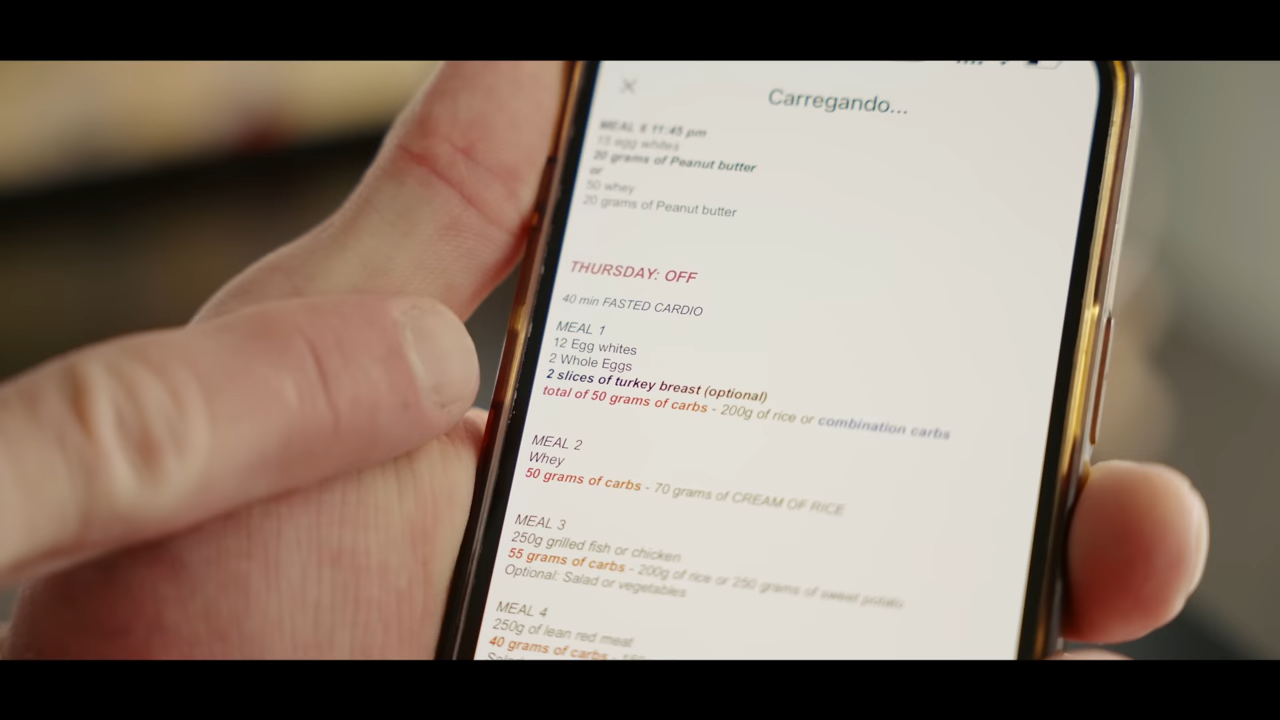 Carregando...
MEAL 6 11:45 pm
15 egg whites
20 grams of Peanut butter
or
50 whey
20 grams of Peanut butter
THURSDAY: OFF
40 min FASTED CARDIO
MEAL 1
12 Egg whites
2 Whole Eggs
2 slices of turkey breast (optional)
total of 50 grams of carbs - 200g of rice or combination carbs
MEAL 2
Whey
50 grams of carbs - 70 grams of CREAM OF RICE
MEAL 3
250g grilled fish or chicken
55 grams of carbs - 200g of rice or 250 grams of sweet potato
Optional: Salad or vegetables
MEAL 4
250g of lean red meat
40 grams of carbs -